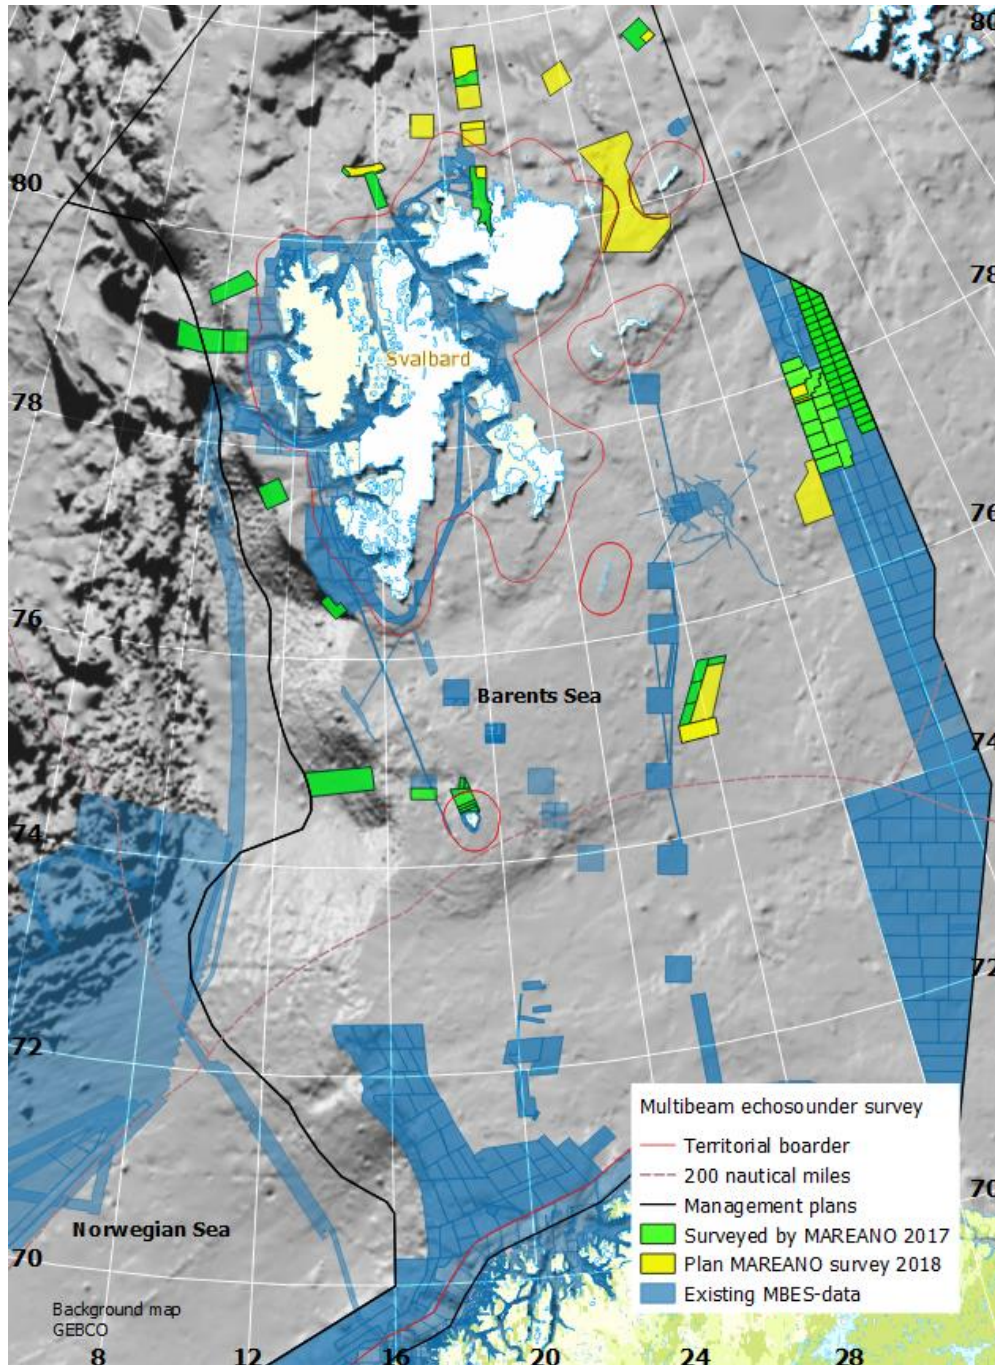 80
80
78
Svalbard
78
76
76
Barents Sea
74
74
72
72
Multibeam echosounder survey
Territorial boarder
200 nautical miles
Management plans
70
Norwegian Sea
Surveyed by MAREANO 2017
70
Plan MAREANO survey 2018
Existing MBES-data
Background map
GEBCO
8
12
16
20
24
28